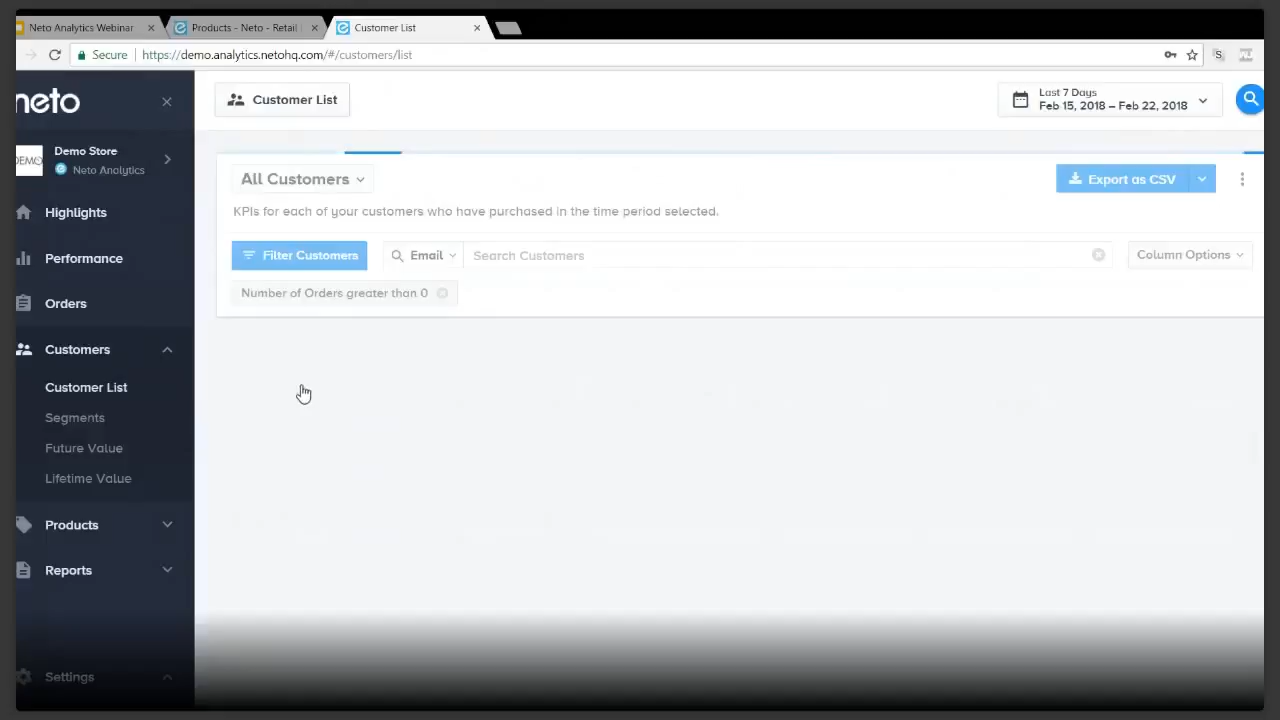 Neto Analytics Webinar
Products - Neto - Retail
Customer List
Secure
https://demo.analytics.netohq.com/#/customers/list
neto
Customer List
Last 7 Days
Feb 15, 2018 – Feb 22, 2018
DEMO
Demo Store
Neto Analytics
All Customers
Export as CSV
KPIs for each of your customers who have purchased in the time period selected.
Highlights
Performance
Filter Customers
Email
Search Customers
Column Options
Number of Orders greater than 0
Orders
Customers
Customer List
Segments
Future Value
Lifetime Value
Products
Reports
Settings